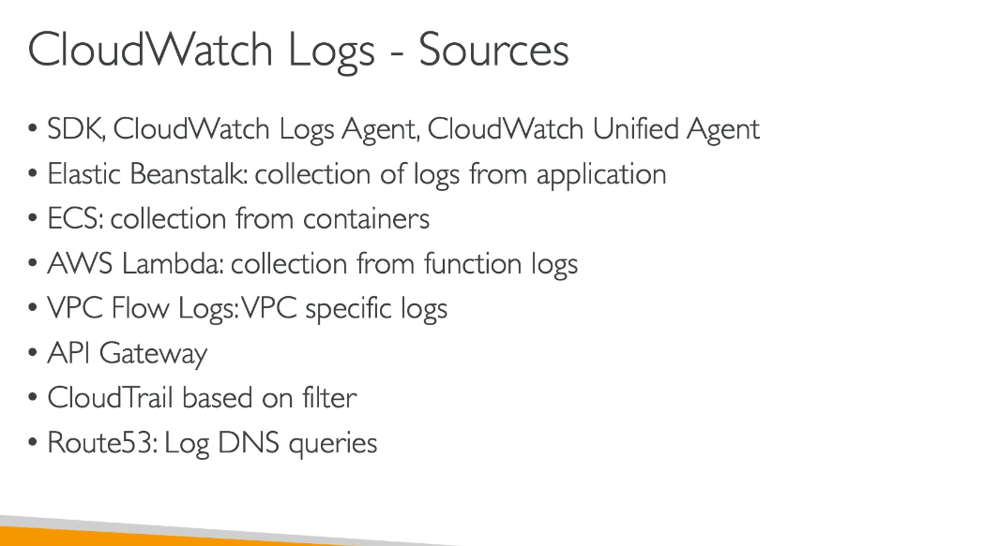 CloudWatch Logs - Sources
• SDK, CloudWatch Logs Agent, CloudWatch Unified Agent
• Elastic Beanstalk: collection of logs from application
• ECS: collection from containers
• AWS Lambda: collection from function logs
• VPC Flow Logs: VPC specific logs
• API Gateway
• CloudTrail based on filter
• Route53: Log DNS queries